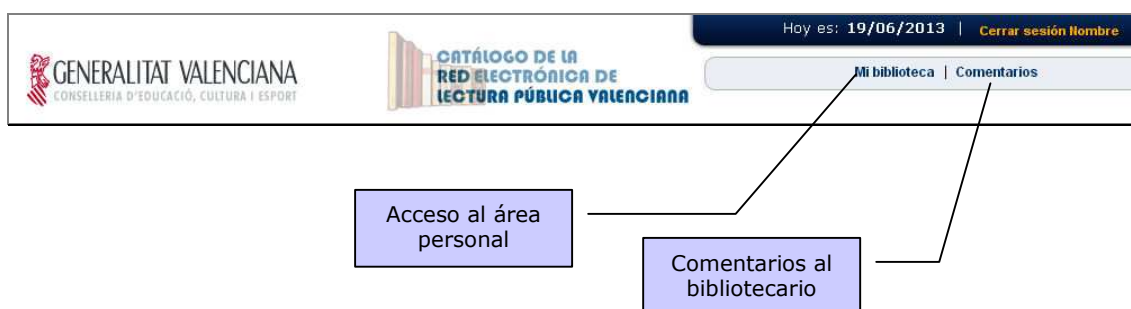 Hoy es: 19/06/2013 | Cerrar sesión Nombre
GENERALITAT VALENCIANA
CONSELLERIA D'EDUCACIÓ, CULTURA I ESPORT
CATÁLOGO DE LA
RED ELECTRÓNICA DE
LECTURA PÚBLICA VALENCIANA
Mi biblioteca | Comentarios
Acceso al área
personal
Comentarios al
bibliotecario